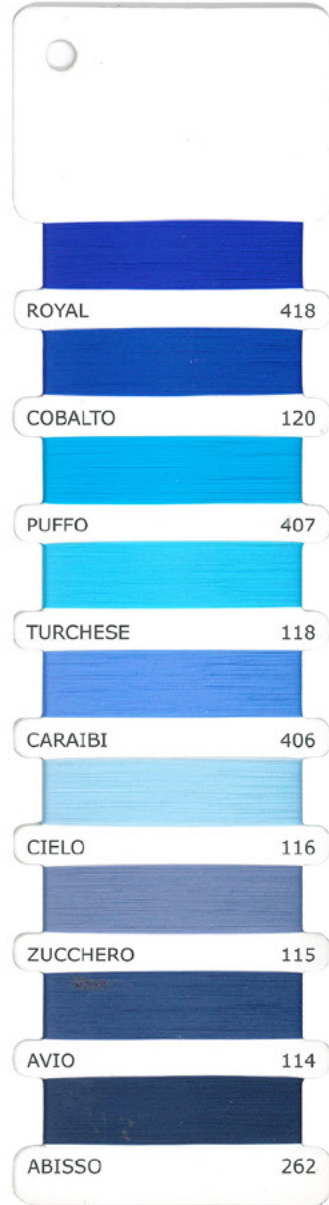 ROYAL 418
COBALTO 120
PUFFO 407
TURCHESE 118
CARAIBI 406
CIELO 116
ZUCCHERO 115
AVIO 114
ABISSO 262